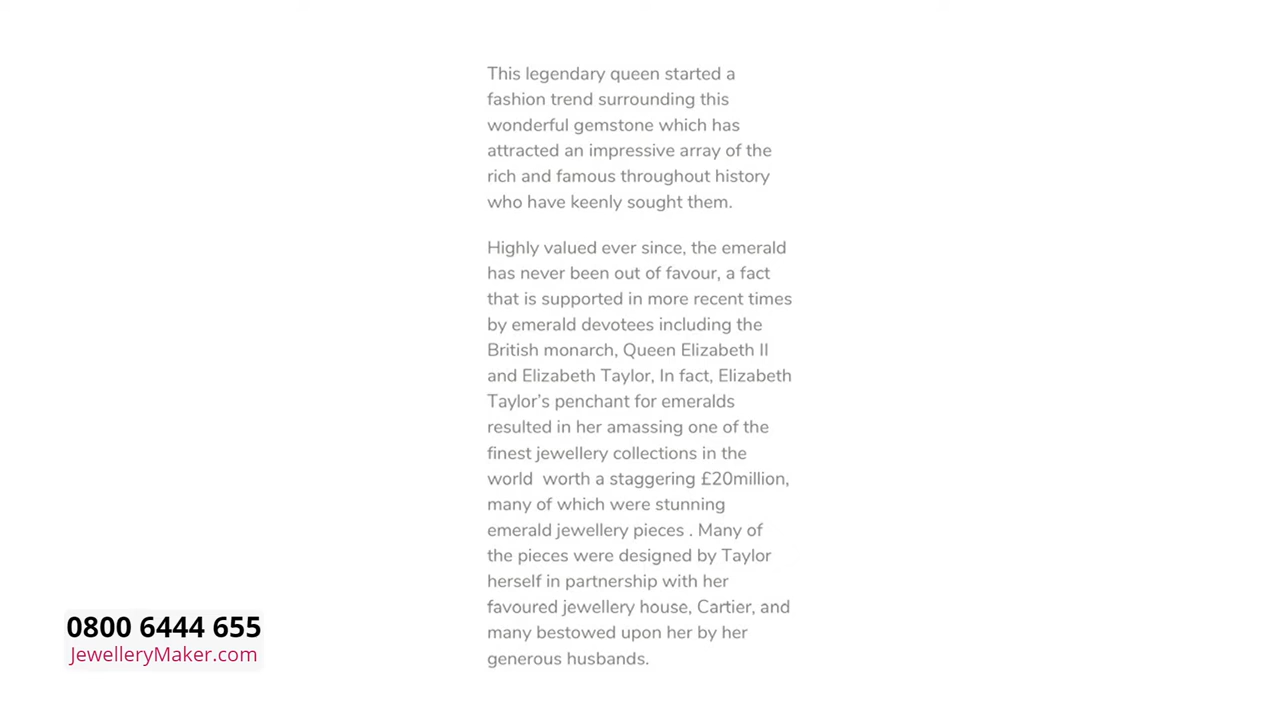 This legendary queen started a
fashion trend surrounding this
wonderful gemstone which has
attracted an impressive array of the
rich and famous throughout history
who have keenly sought them.
Highly valued ever since, the emerald
has never been out of favour, a fact
that is supported in more recent times
by emerald devotees including the
British monarch, Queen Elizabeth II
and Elizabeth Taylor, In fact, Elizabeth
Taylor's penchant for emeralds
resulted in her amassing one of the
finest jewellery collections in the
world  worth a staggering £20million,
many of which were stunning
emerald jewellery pieces . Many of
the pieces were designed by Taylor
herself in partnership with her
favoured jewellery house, Cartier, and
many bestowed upon her by her
generous husbands.
0800 6444 655
JewelleryMaker.com